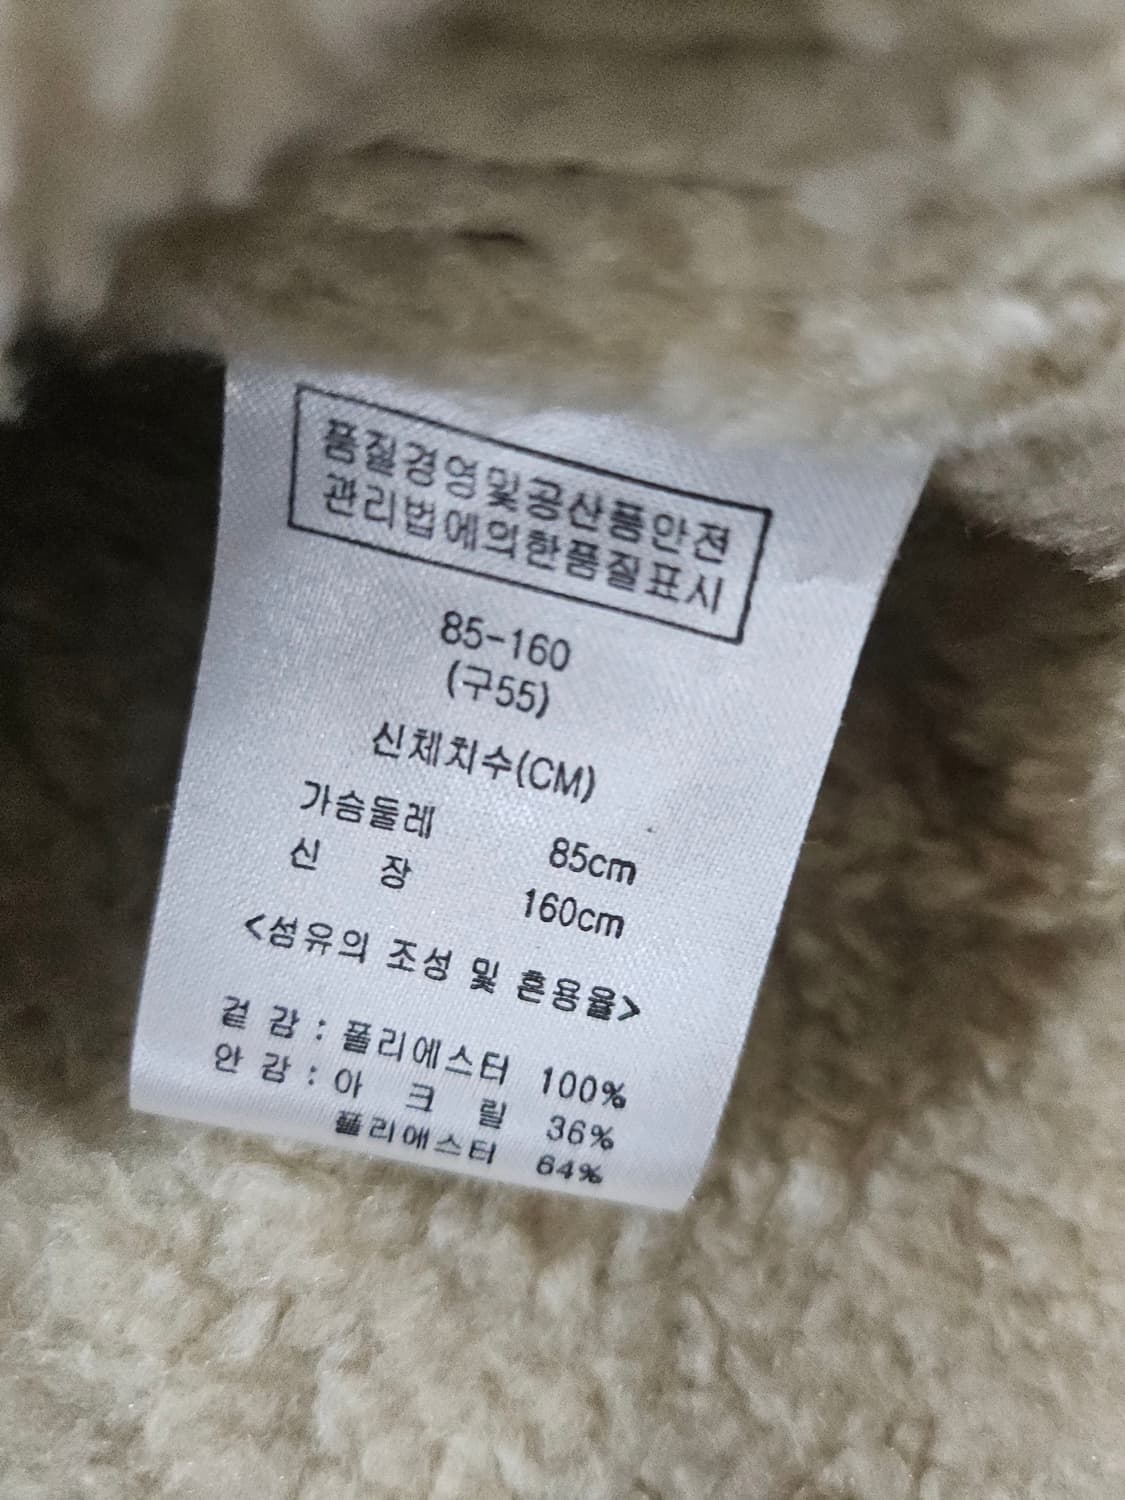 품질경영및공산품안전
관리법에의한품질표시
85-160
(구55)
신체치수(CM)
가슴둘레 85cm
신 장 160cm
<섬유의 조성 및 혼용율>
겉 감 : 폴리에스터 100%
안 감 : 아 크 릴 36%
폴리에스터 64%